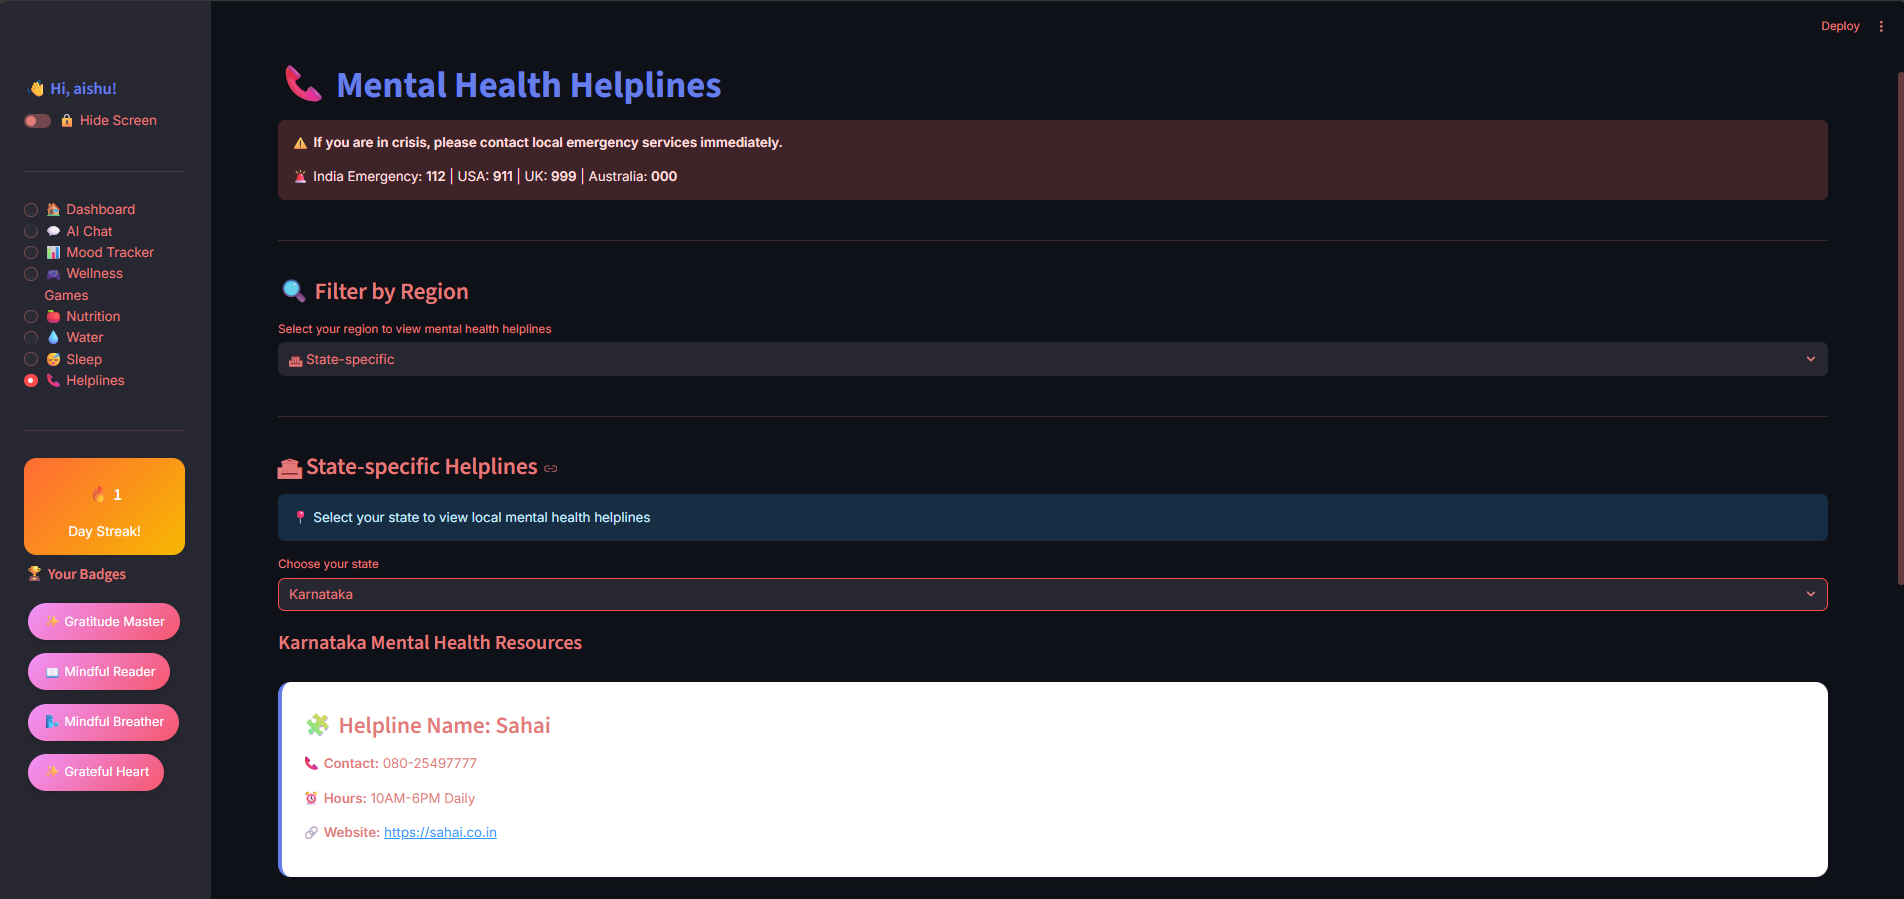 Deploy
Hi, aishu!
Hide Screen
Dashboard
AI Chat
Mood Tracker
Wellness
Games
Nutrition
Water
Sleep
Helplines
1
Day Streak!
Your Badges
Gratitude Master
Mindful Reader
Mindful Breather
Grateful Heart
Mental Health Helplines
If you are in crisis, please contact local emergency services immediately.
India Emergency: 112 | USA: 911 | UK: 999 | Australia: 000
Filter by Region
Select your region to view mental health helplines
State-specific
State-specific Helplines
Select your state to view local mental health helplines
Choose your state
Karnataka
Karnataka Mental Health Resources
Helpline Name: Sahai
Contact: 080-25497777
Hours: 10AM-6PM Daily
Website: https://sahai.co.in